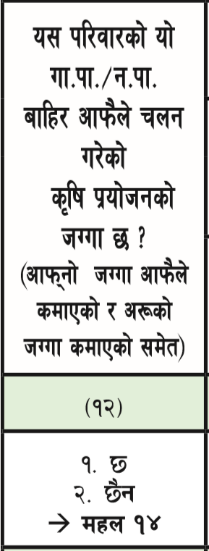 यस परिवारको यो
गा.पा./न.पा.
बाहिर आफैले चलन
गरेको
कृषि प्रयोजनको
जग्गा छ ?
(आफ्नो जग्गा आफैले
कमाएको र अरूको
जग्गा कमाएको समेत)
(१२)
१. छ
२. छैन
→ महल १४